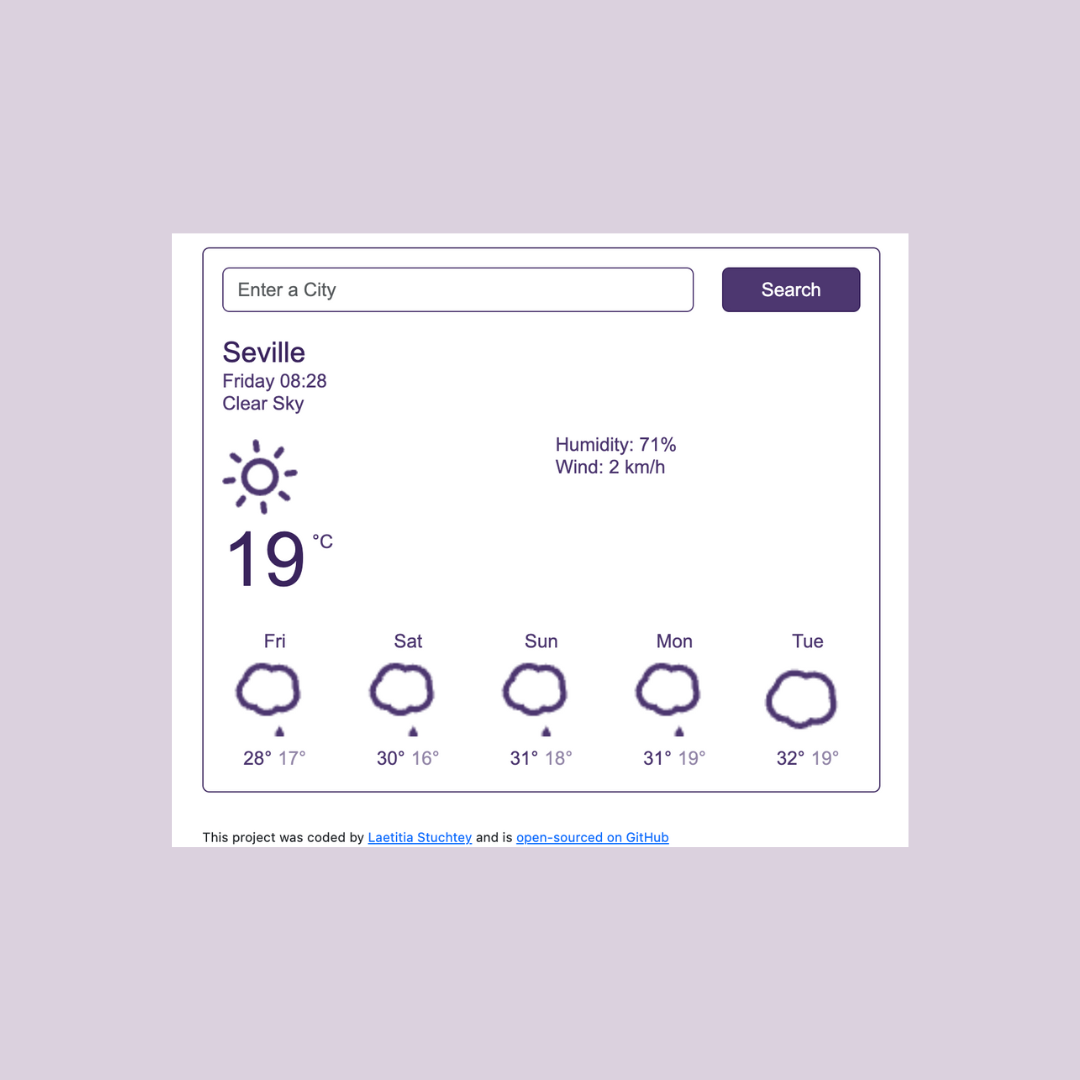 Enter a City
Search
Seville
Friday 08:28
Clear Sky
Humidity: 71%
Wind: 2 km/h
19 °C
Fri Sat Sun Mon Tue
28° 17° 30° 16° 31° 18° 31° 19° 32° 19°
This project was coded by Laetitia Stuchtey and is open-sourced on GitHub